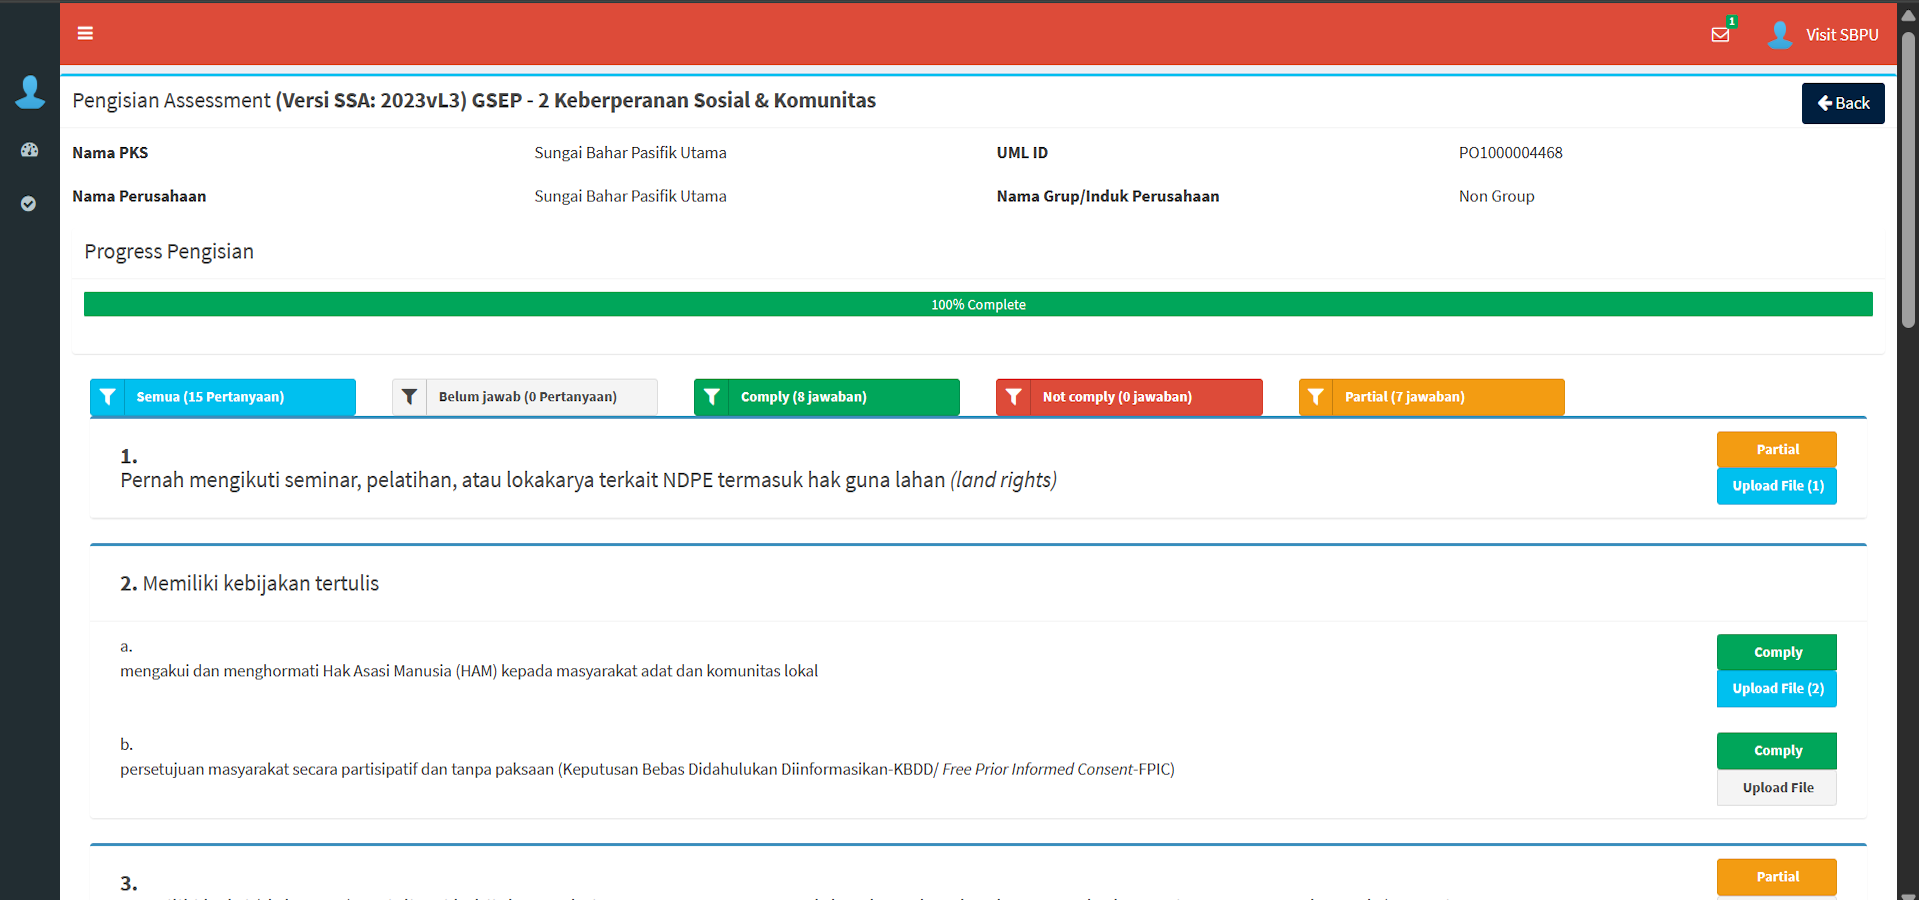 1
Visit SBPU
Pengisian Assessment (Versi SSA: 2023vL3) GSEP - 2 Keberperanan Sosial & Komunitas
Back
Nama PKS Sungai Bahar Pasifik Utama UML ID PO1000004468
Nama Perusahaan Sungai Bahar Pasifik Utama Nama Grup/Induk Perusahaan Non Group
Progress Pengisian
100% Complete
Semua (15 Pertanyaan) Belum jawab (0 Pertanyaan) Comply (8 jawaban) Not comply (0 jawaban) Partial (7 jawaban)
1.
Pernah mengikuti seminar, pelatihan, atau lokakarya terkait NDPE termasuk hak guna lahan (land rights)
Partial
Upload File (1)
2. Memiliki kebijakan tertulis
a.
mengakui dan menghormati Hak Asasi Manusia (HAM) kepada masyarakat adat dan komunitas lokal
Comply
Upload File (2)
b.
persetujuan masyarakat secara partisipatif dan tanpa paksaan (Keputusan Bebas Didahulukan Diinformasikan-KBDD/ Free Prior Informed Consent-FPIC)
Comply
Upload File
3.
Partial